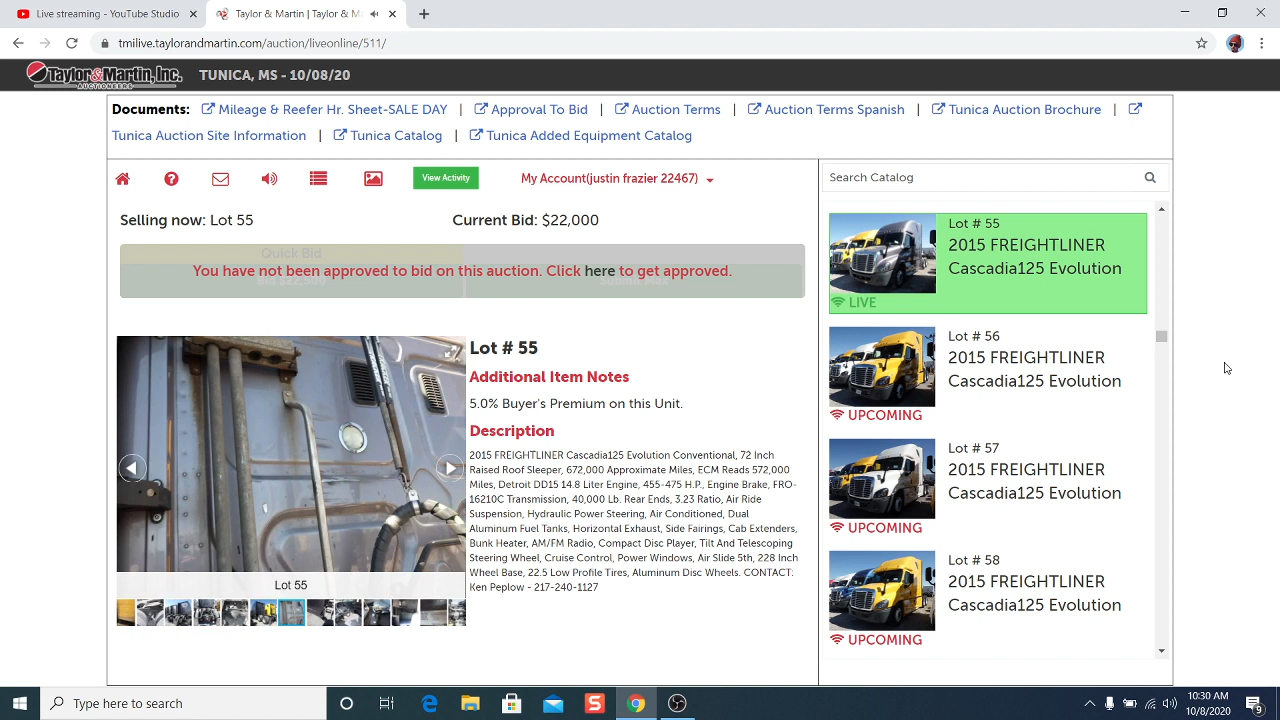 Live streaming - YouTube Studio
Taylor & Martin | Taylor & M
tmlive.taylorandmartin.com/auction/liveonline/511/
Taylor & Martin, Inc.
AUCTIONEERS
TUNICA, MS - 10/08/20
Documents: Mileage & Reefer Hr. Sheet-SALE DAY | Approval To Bid | Auction Terms | Auction Terms Spanish | Tunica Auction Brochure |
Tunica Auction Site Information | Tunica Catalog | Tunica Added Equipment Catalog
View Activity
My Account(justin frazier 22467)
Search Catalog
Selling now: Lot 55
Current Bid: $22,000
Quick Bid
You have not been approved to bid on this auction. Click here to get approved.
Bid $22,500
Submit Max
Lot 55
Lot # 55
Additional Item Notes
5.0% Buyer's Premium on this Unit.
Description
2015 FREIGHTLINER Cascadia125 Evolution Conventional, 72 Inch
Raised Roof Sleeper, 672,000 Approximate Miles, ECM Reads 572,000
Miles, Detroit DD15 14.8 Liter Engine, 455-475 H.P., Engine Brake, FRO-
16210C Transmission, 40,000 Lb. Rear Ends, 3.23 Ratio, Air Ride
Suspension, Hydraulic Power Steering, Air Conditioned, Dual
Aluminum Fuel Tanks, Horizontal Exhaust, Side Fairings, Cab Extenders,
Bunk Heater, AM/FM Radio, Compact Disc Player, Tilt And Telescoping
Steering Wheel, Cruise Control, Power Windows, Air Slide 5th, 228 Inch
Wheel Base, 22.5 Low Profile Tires, Aluminum Disc Wheels. CONTACT:
Ken Peplow - 217-240-1127
Lot # 55
2015 FREIGHTLINER
Cascadia125 Evolution
LIVE
Lot # 56
2015 FREIGHTLINER
Cascadia125 Evolution
UPCOMING
Lot # 57
2015 FREIGHTLINER
Cascadia125 Evolution
UPCOMING
Lot # 58
2015 FREIGHTLINER
Cascadia125 Evolution
UPCOMING
Type here to search
10:30 AM
10/8/2020
9